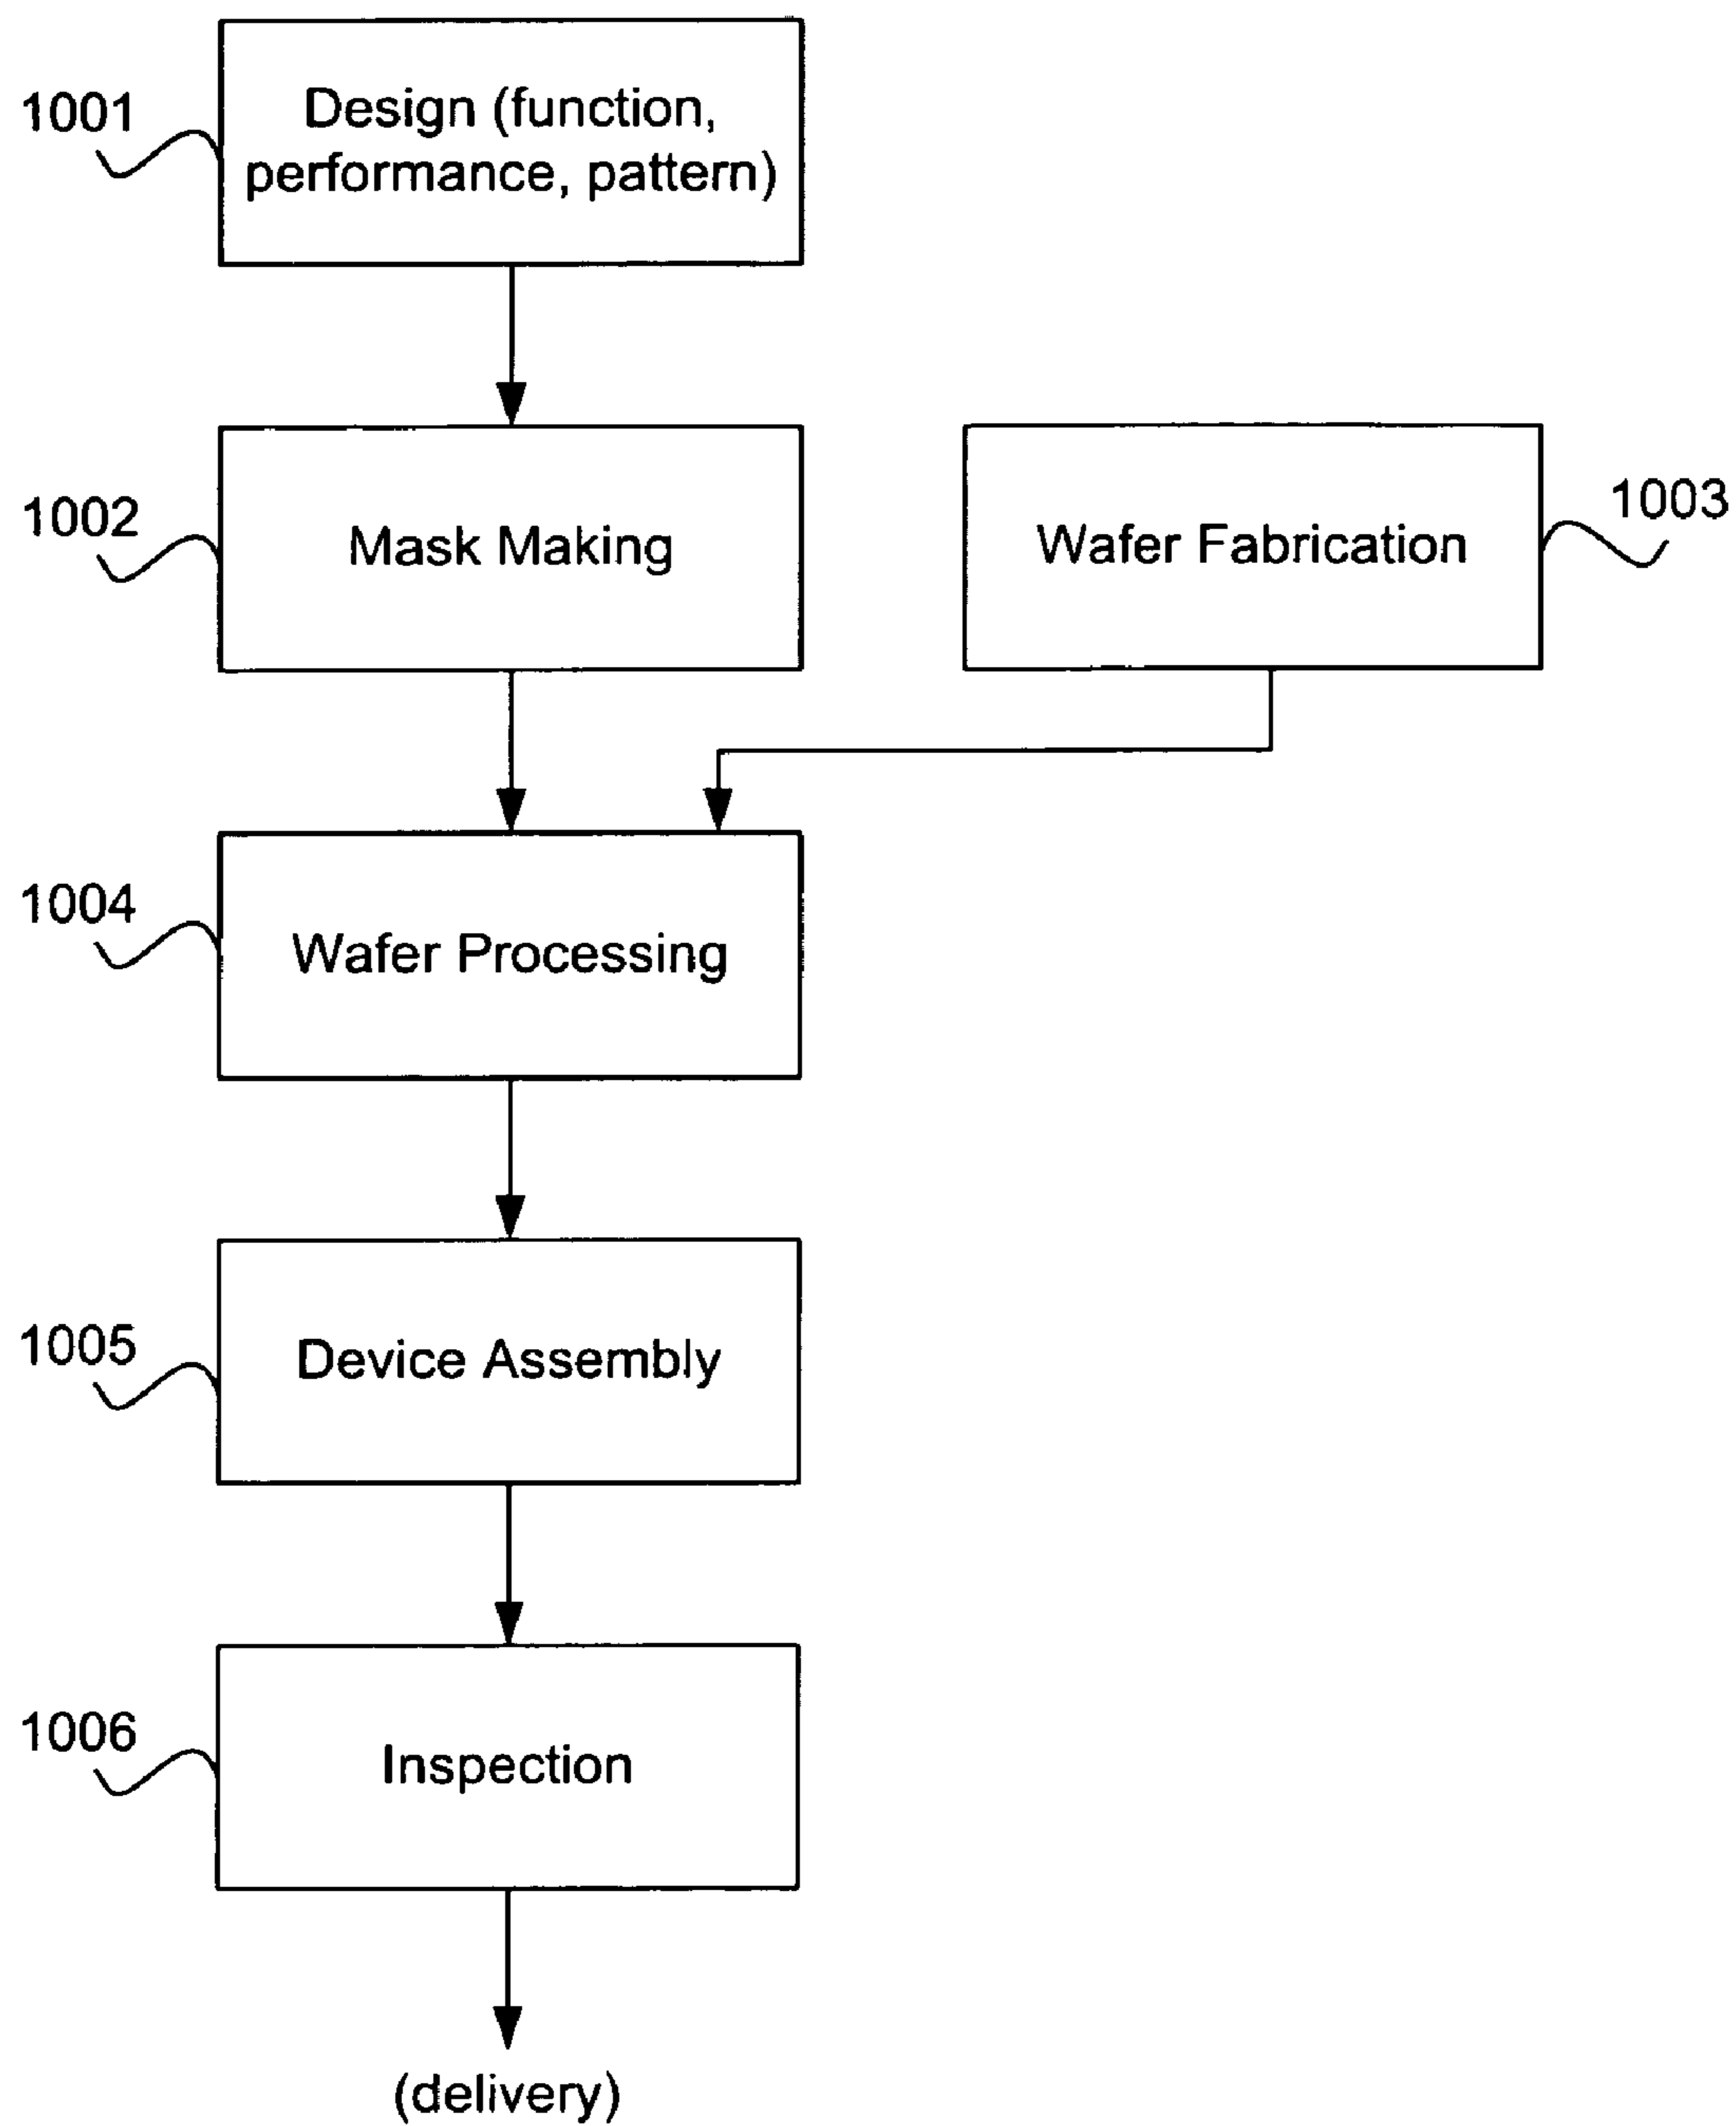 1001
Design (function,
performance, pattern)
1002
Mask Making
Wafer Fabrication
1003
1004
Wafer Processing
1005
Device Assembly
1006
Inspection
(delivery)